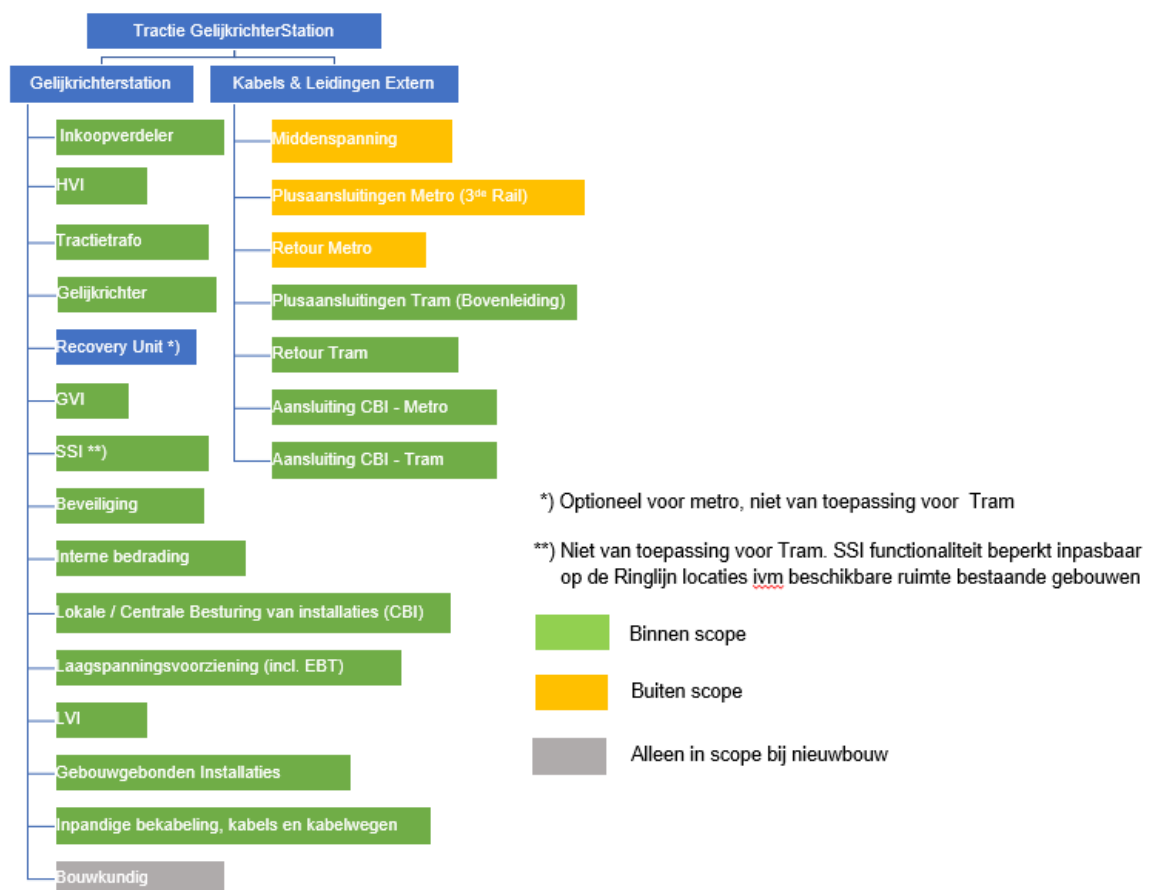 Tractie GelijkrichterStation
Gelijkrichterstation
Kabels & Leidingen Extern
Inkoopverdeler
HVI
Tractietrafo
Gelijkrichter
Recovery Unit *)
GVI
SSI **)
Beveiliging
Interne bedrading
Lokale / Centrale Besturing van installaties (CBI)
Laagspanningsvoorziening (incl. EBT)
LVI
Gebouwgebonden Installaties
Inpandige bekabeling, kabels en kabelwegen
Bouwkundig
Middenspanning
Plusaansluitingen Metro (3de Rail)
Retour Metro
Plusaansluitingen Tram (Bovenleiding)
Retour Tram
Aansluiting CBI - Metro
Aansluiting CBI - Tram
*) Optioneel voor metro, niet van toepassing voor Tram
**) Niet van toepassing voor Tram. SSI functionaliteit beperkt inpasbaar
op de Ringlijn locaties ivm beschikbare ruimte bestaande gebouwen
Binnen scope
Buiten scope
Alleen in scope bij nieuwbouw